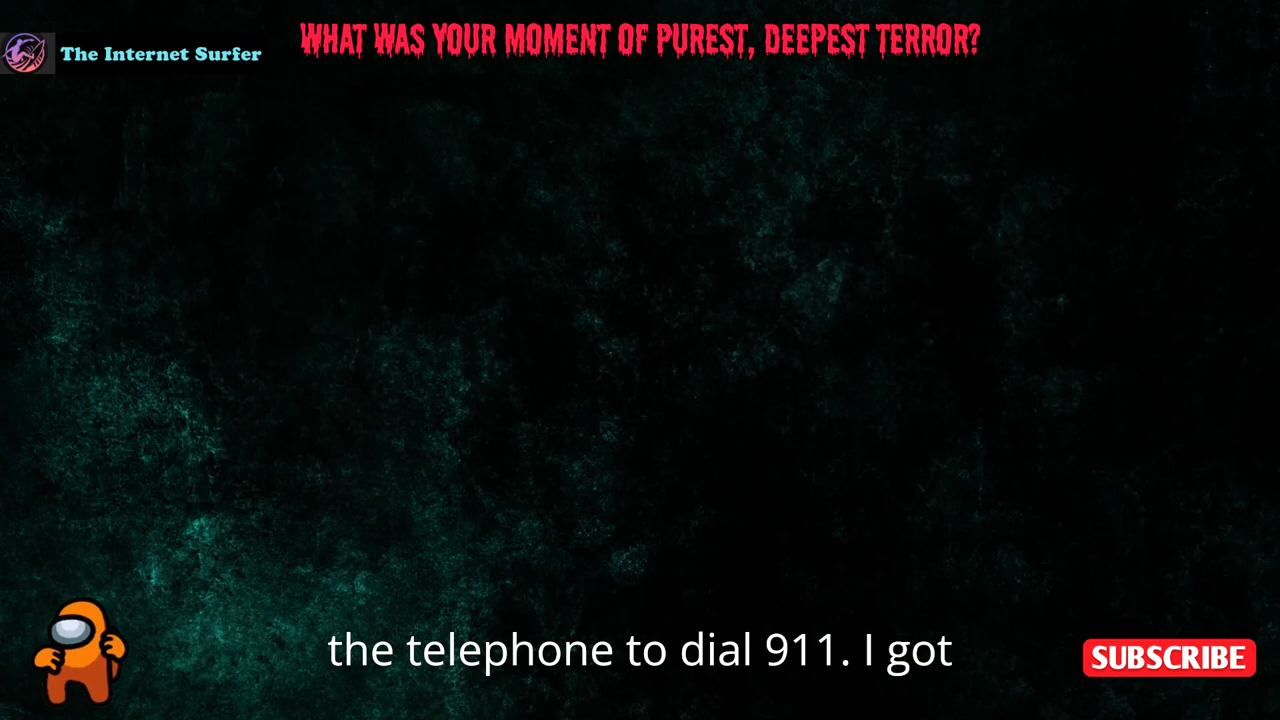 WHAT WAS YOUR MOMENT OF PUREST, DEEPEST TERROR?
The Internet Surfer
the telephone to dial 911. I got
SUBSCRIBE